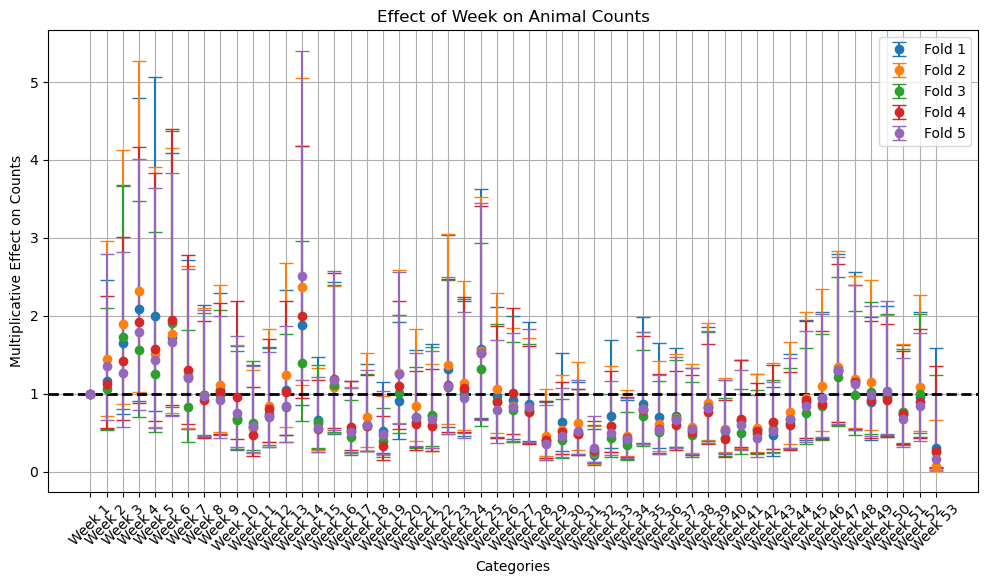 Effect of Week on Animal Counts
Multiplicative Effect on Counts
5
4
3
2
1
0
Fold 1
Fold 2
Fold 3
Fold 4
Fold 5
Week 1
Week 2
Week 3
Week 4
Week 5
Week 6
Week 7
Week 8
Week 9
Week 10
Week 11
Week 12
Week 13
Week 14
Week 15
Week 16
Week 17
Week 18
Week 19
Week 20
Week 21
Week 22
Week 23
Week 24
Week 25
Week 26
Week 27
Week 28
Week 29
Week 30
Week 31
Week 32
Week 33
Week 34
Week 35
Week 36
Week 37
Week 38
Week 39
Week 40
Week 41
Week 42
Week 43
Week 44
Week 45
Week 46
Week 47
Week 48
Week 49
Week 50
Week 51
Week 52
Week 53
Categories